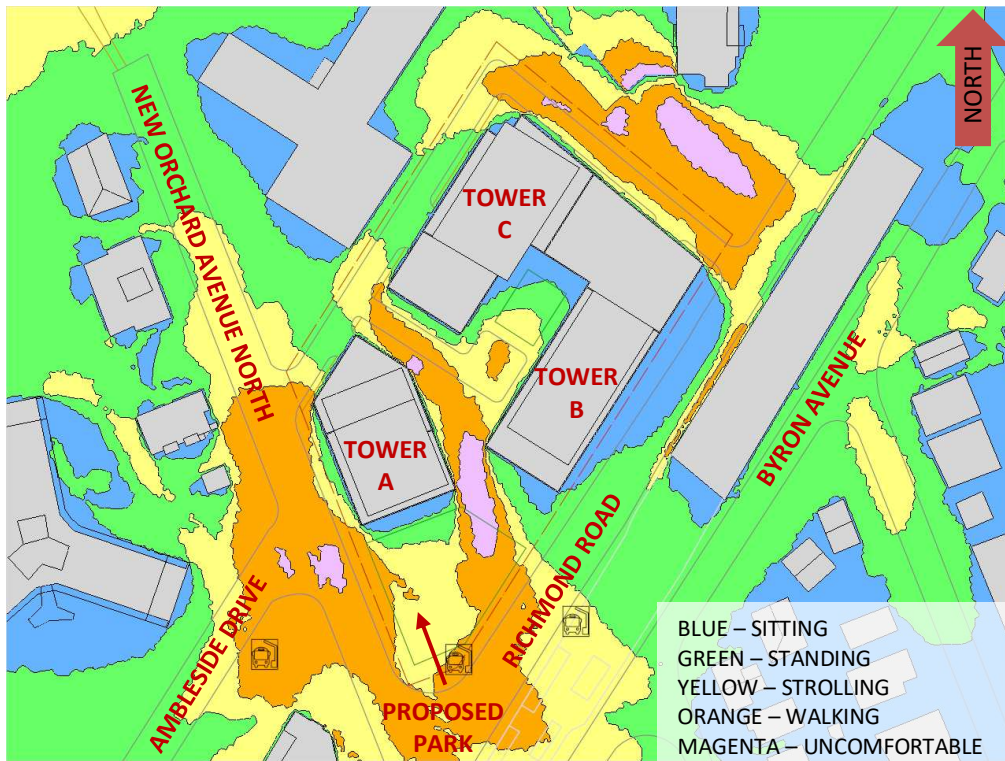 NORTH
NEW ORCHARD AVENUE NORTH
TOWER
C
TOWER
B
TOWER
A
BYRON AVENUE
RICHMOND ROAD
AMBLESIDE DRIVE
PROPOSED
PARK
BLUE – SITTING
GREEN – STANDING
YELLOW – STROLLING
ORANGE – WALKING
MAGENTA – UNCOMFORTABLE